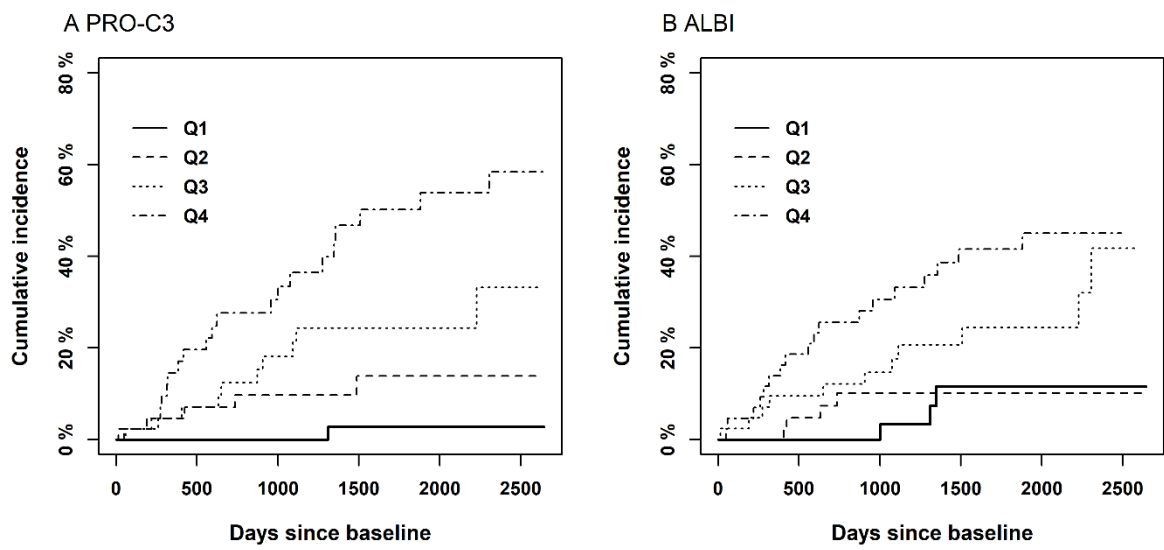 A PRO-C3
Cumulative incidence
80 %
60 %
40 %
20 %
0 %
Q1
Q2
Q3
Q4
0 500 1000 1500 2000 2500
Days since baseline
B ALBI
Cumulative incidence
80 %
60 %
40 %
20 %
0 %
Q1
Q2
Q3
Q4
0 500 1000 1500 2000 2500
Days since baseline